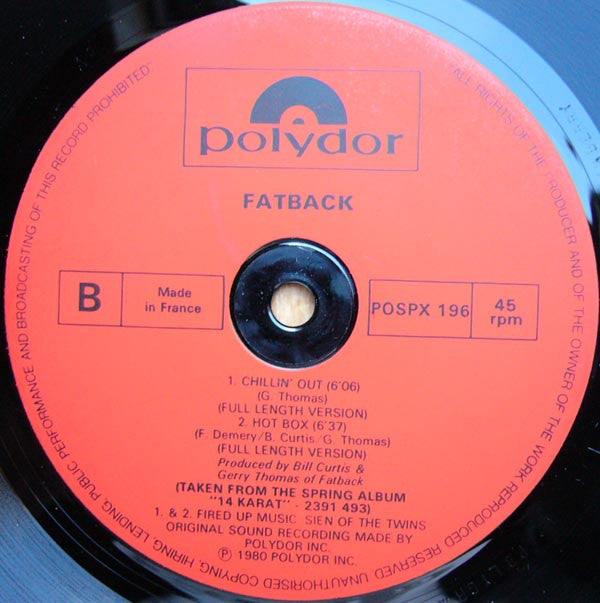 polydor
FATBACK
B
Made
in France
POSPX 196
45
rpm
1. CHILLIN' OUT (6'06)
(G. Thomas)
(FULL LENGTH VERSION)
2. HOT BOX (6'37)
(F. Demery/B. Curtis/G. Thomas)
(FULL LENGTH VERSION)
Produced by Bill Curtis &
Gerry Thomas of Fatback
(TAKEN FROM THE SPRING ALBUM
"14 KARAT" - 2391 493)
1. & 2. FIRED UP MUSIC SIEN OF THE TWINS
ORIGINAL SOUND RECORDING MADE BY
POLYDOR INC.
℗ 1980 POLYDOR INC.
ALL RIGHTS OF THE PRODUCER AND OF THE OWNER OF THE WORK REPRODUCED RESERVED. UNAUTHORISED COPYING, HIRING, LENDING, PUBLIC PERFORMANCE AND BROADCASTING OF THIS RECORD PROHIBITED